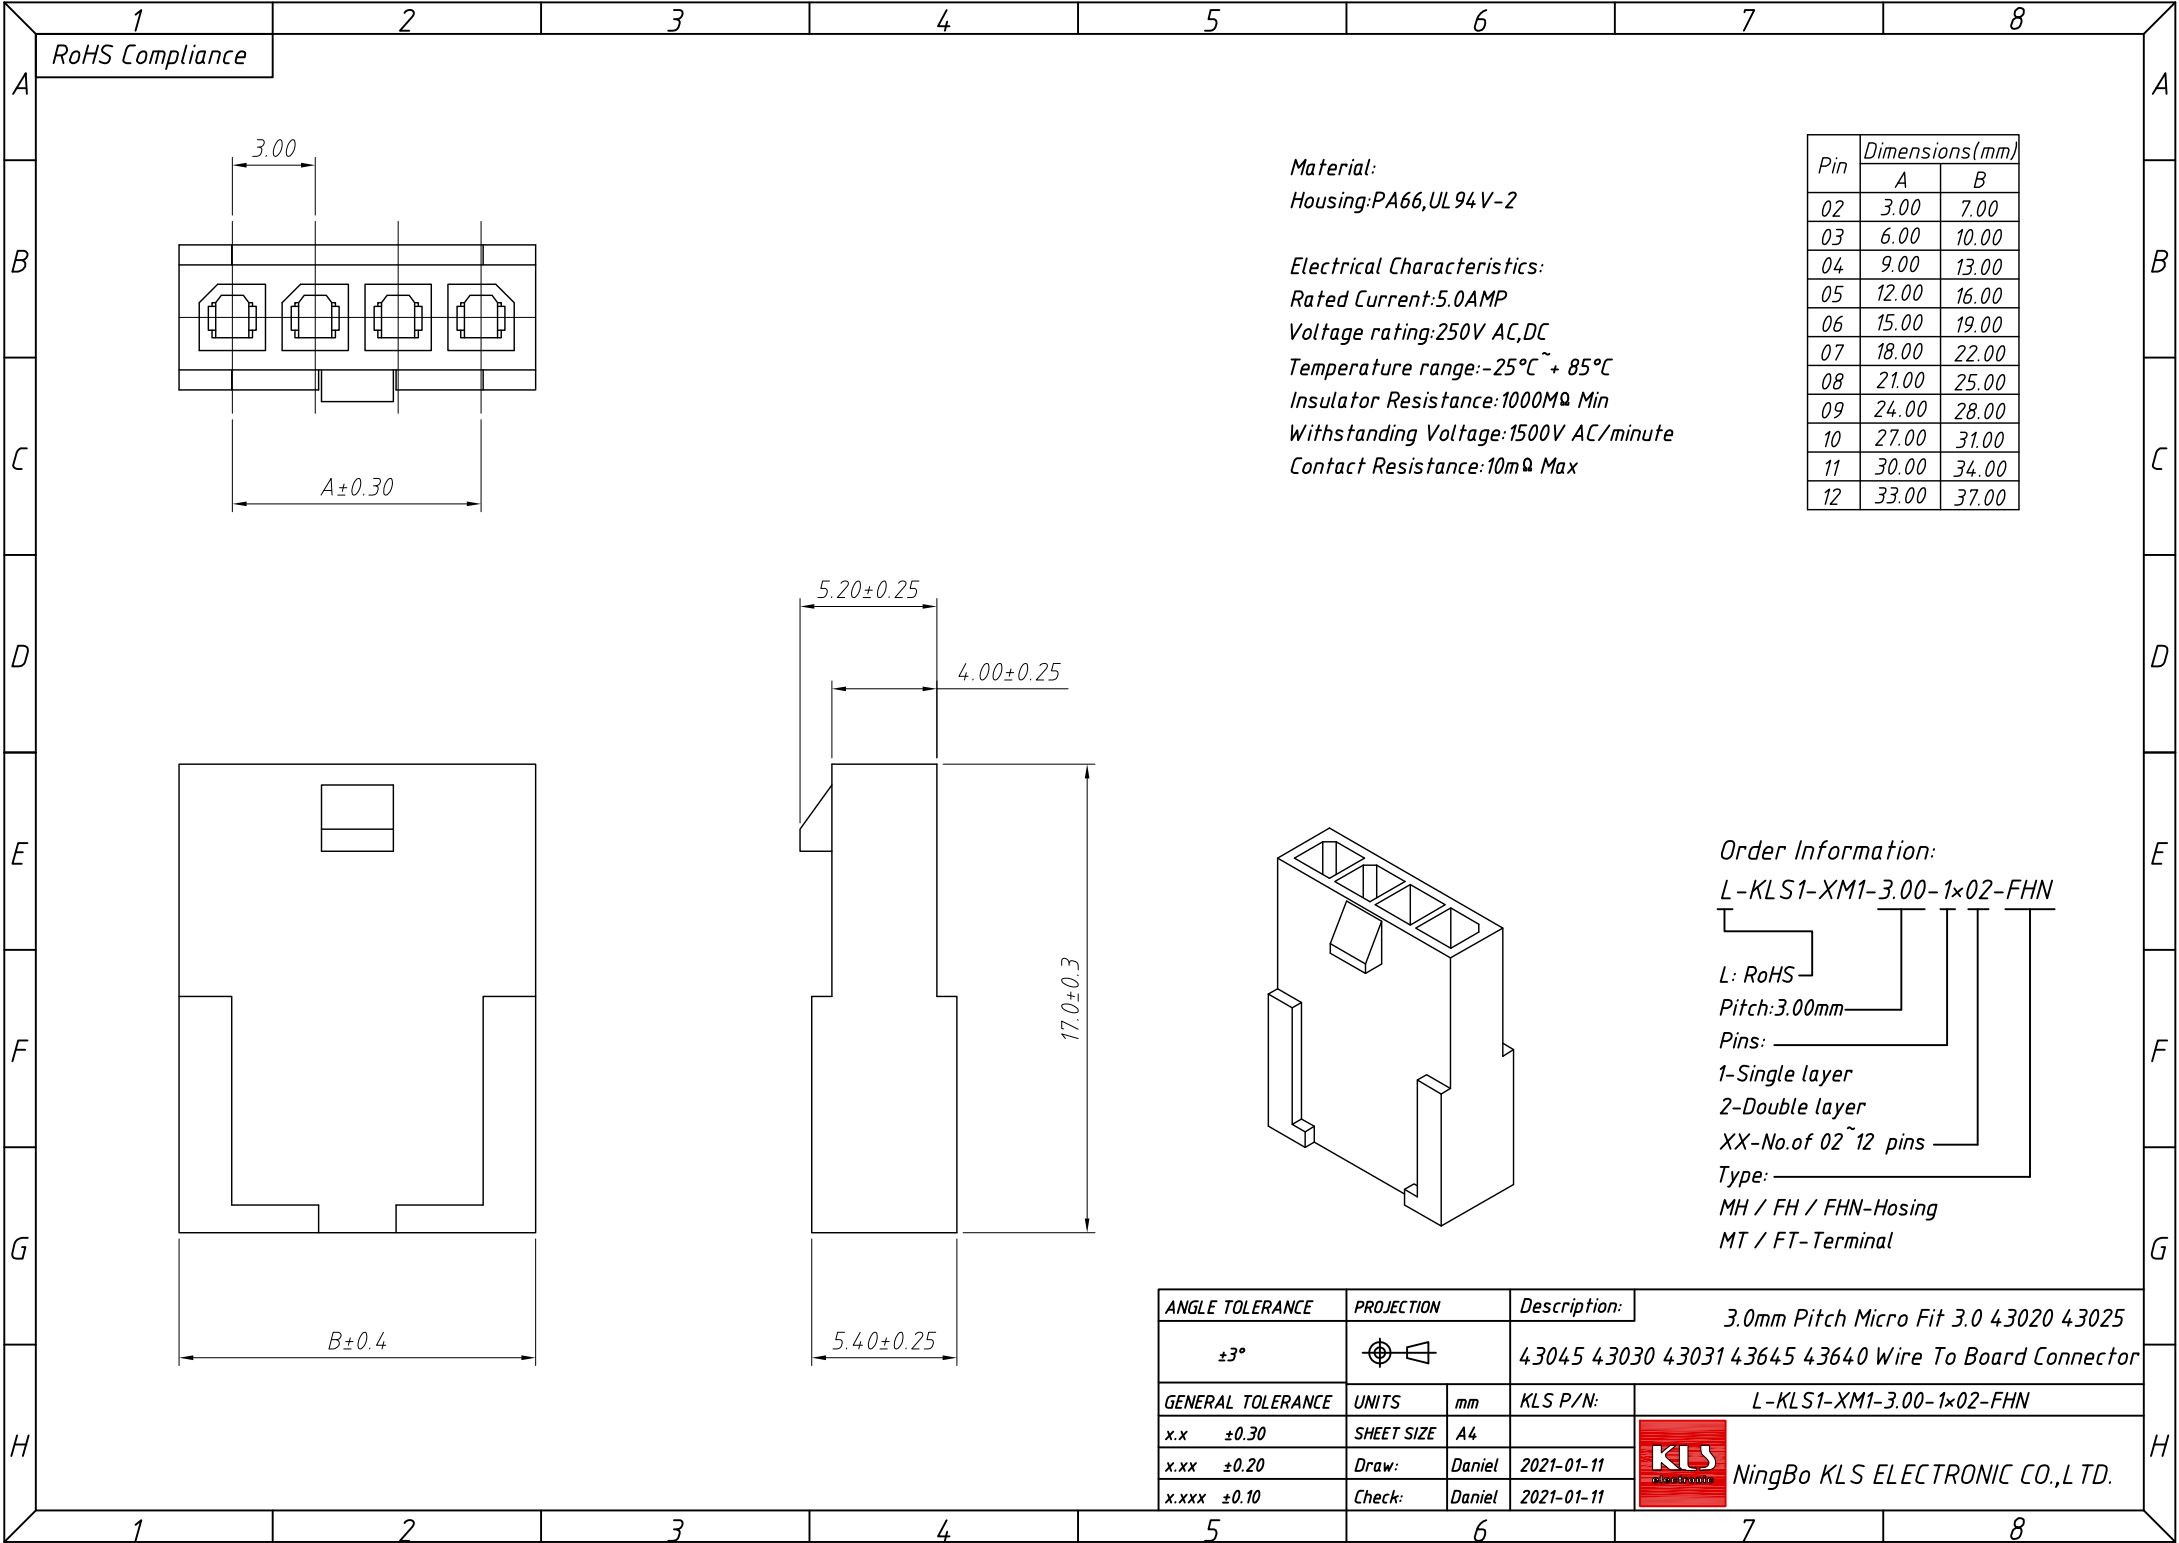 1 2 3 4 5 6 7 8
RoHS Compliance
A A
B B
C C
D D
E E
F F
G G
H H
3.00
A±0.30
Material:
Housing:PA66,UL94V-2
Electrical Characteristics:
Rated Current:5.0AMP
Voltage rating:250V AC,DC
Temperature range:-25°C~+ 85°C
Insulator Resistance:1000MΩ Min
Withstanding Voltage:1500V AC/minute
Contact Resistance:10mΩ Max
Pin Dimensions(mm)
A B
02 3.00 7.00
03 6.00 10.00
04 9.00 13.00
05 12.00 16.00
06 15.00 19.00
07 18.00 22.00
08 21.00 25.00
09 24.00 28.00
10 27.00 31.00
11 30.00 34.00
12 33.00 37.00
5.20±0.25
4.00±0.25
17.0±0.3
B±0.4
5.40±0.25
Order Information:
L-KLS1-XM1-3.00-1×02-FHN
L: RoHS
Pitch:3.00mm
Pins:
1-Single layer
2-Double layer
XX-No.of 02~12 pins
Type:
MH / FH / FHN-Hosing
MT / FT-Terminal
ANGLE TOLERANCE PROJECTION Description:
3.0mm Pitch Micro Fit 3.0 43020 43025
±3°
43045 43030 43031 43645 43640 Wire To Board Connector
GENERAL TOLERANCE UNITS mm KLS P/N: L-KLS1-XM1-3.00-1×02-FHN
x.x ±0.30 SHEET SIZE A4
x.xx ±0.20 Draw: Daniel 2021-01-11
x.xxx ±0.10 Check: Daniel 2021-01-11
KLS
electronic
NingBo KLS ELECTRONIC CO.,LTD.
1 2 3 4 5 6 7 8